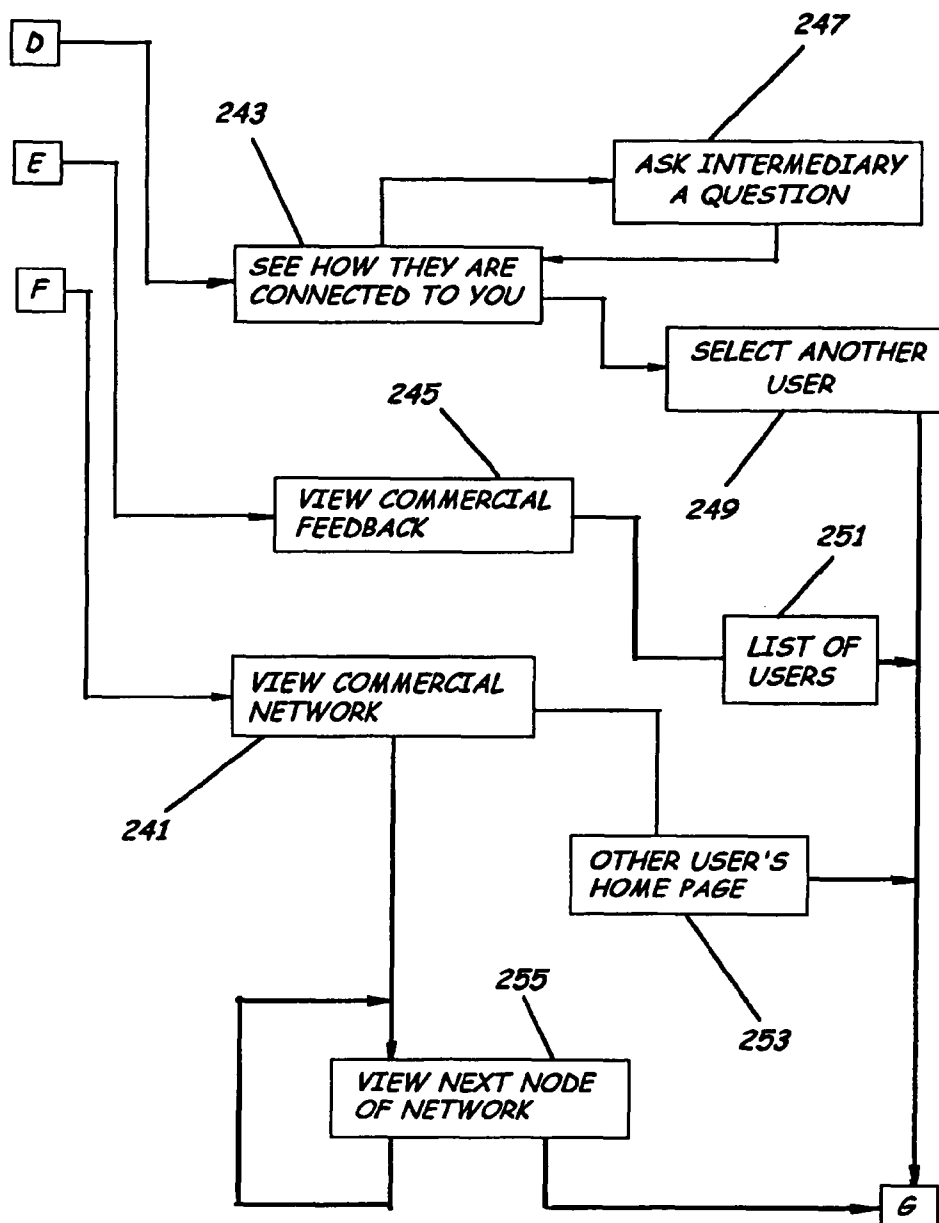 D
247
243
E
ASK INTERMEDIARY
A QUESTION
F
SEE HOW THEY ARE
CONNECTED TO YOU
SELECT ANOTHER
USER
245
VIEW COMMERCIAL
FEEDBACK
249
251
LIST OF
USERS
VIEW COMMERCIAL
NETWORK
241
OTHER USER'S
HOME PAGE
255
253
VIEW NEXT NODE
OF NETWORK
G